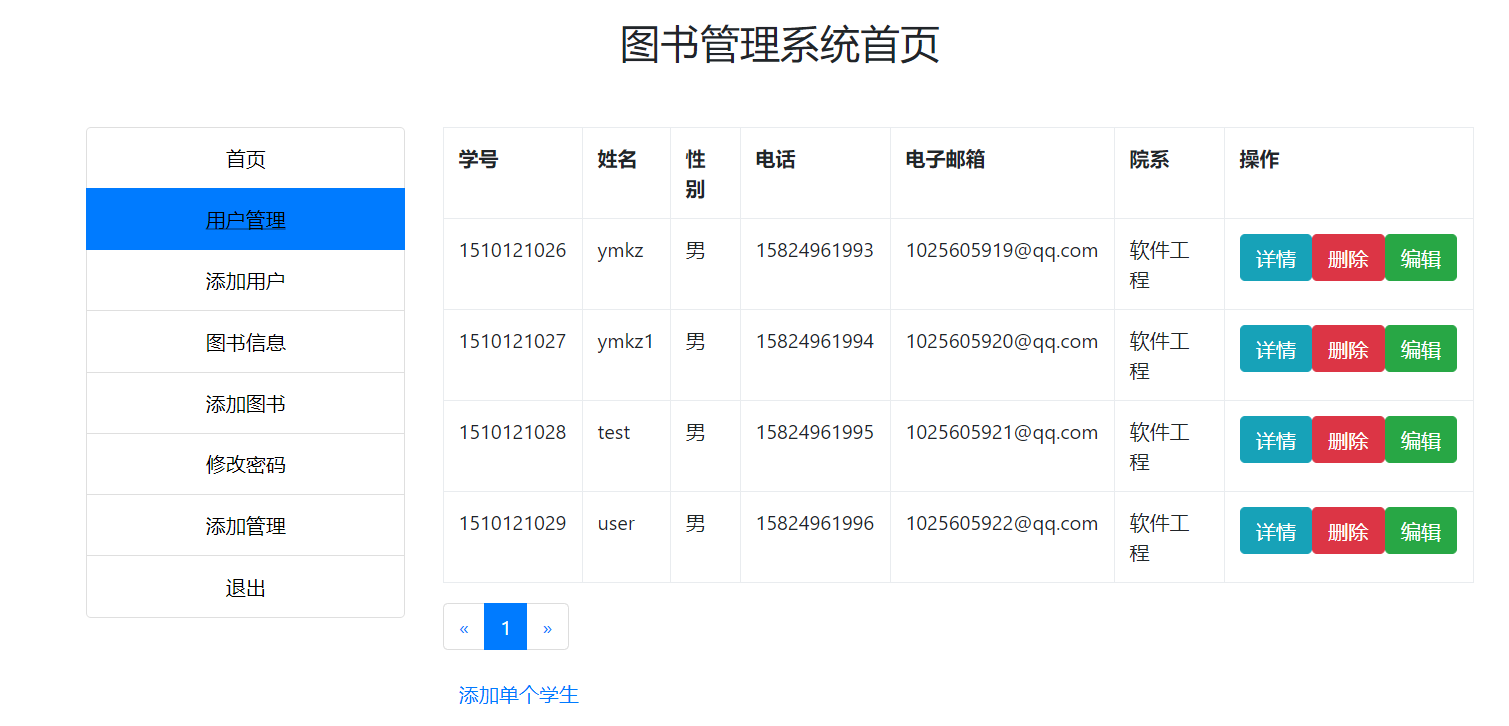 图书管理系统首页
首页
用户管理
添加用户
图书信息
添加图书
修改密码
添加管理
退出
学号 姓名 性别 电话 电子邮箱 院系 操作
1510121026 ymkz 男 15824961993 1025605919@qq.com 软件工程 详情 删除 编辑
1510121027 ymkz1 男 15824961994 1025605920@qq.com 软件工程 详情 删除 编辑
1510121028 test 男 15824961995 1025605921@qq.com 软件工程 详情 删除 编辑
1510121029 user 男 15824961996 1025605922@qq.com 软件工程 详情 删除 编辑
« 1 »
添加单个学生